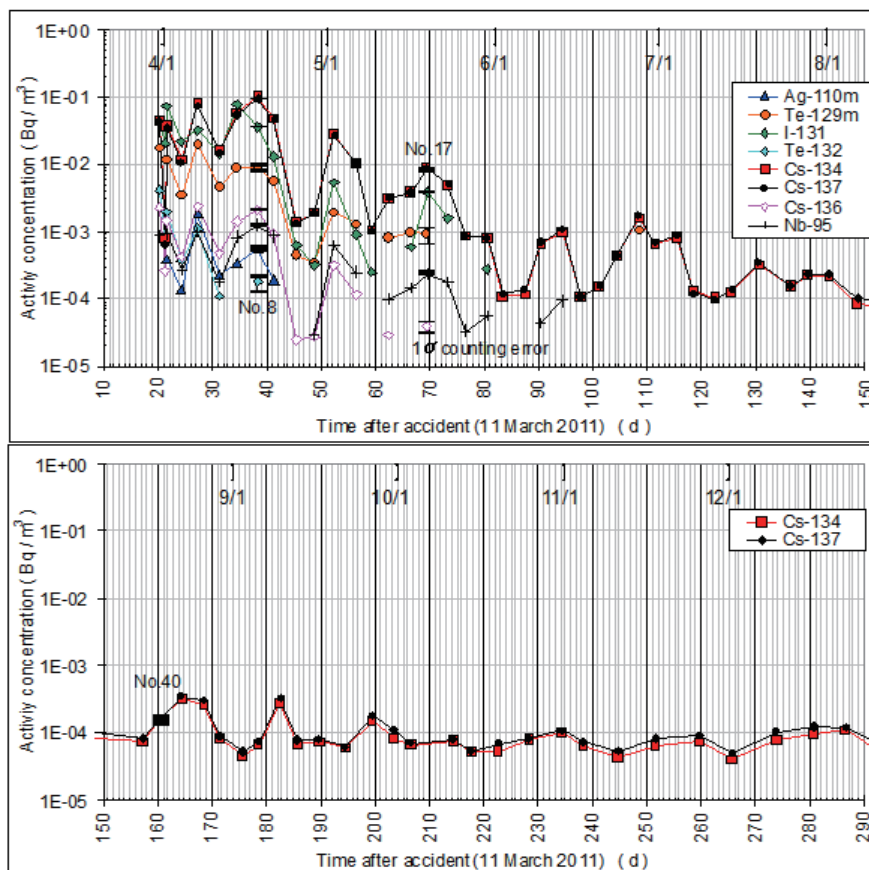 1E+00
4/1 5/1 6/1 7/1 8/1
1E-01
1E-02
1E-03
1E-04
1E-05
Activly concentration ( Bq / m³ )
Ag-110m
Te-129m
I-131
Te-132
Cs-134
Cs-137
Cs-136
Nb-95
No.17
No.8
1 σ counting error
10 20 30 40 50 60 70 80 90 100 110 120 130 140 150
Time after accident (11 March 2011) ( d )
1E+00
9/1 10/1 11/1 12/1
1E-01
1E-02
1E-03
1E-04
1E-05
Activly concentration ( Bq / m³ )
Cs-134
Cs-137
No.40
150 160 170 180 190 200 210 220 230 240 250 260 270 280 290
Time after accident (11 March 2011) ( d )